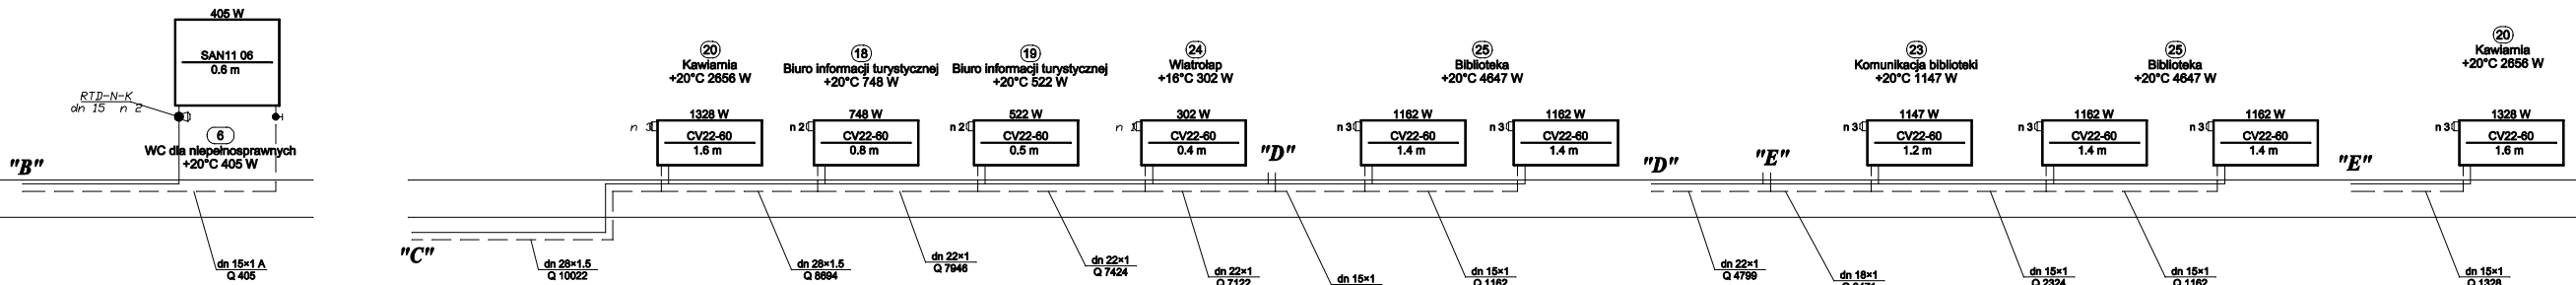 405 W
SAN11 06
0.6 m
RTD-N-K
dn 15 n 2
6
WC dla niepełnosprawnych
+20°C 405 W
"B"
dn 15×1 A
Q 405
"C"
dn 28×1.5
Q 10022
20
Kawiarnia
+20°C 2656 W
1328 W
n 3
CV22-60
1.6 m
dn 28×1.5
Q 8694
18
Biuro informacji turystycznej
+20°C 748 W
748 W
n 2
CV22-60
0.8 m
dn 22×1
Q 7946
19
Biuro informacji turystycznej
+20°C 522 W
522 W
n 2
CV22-60
0.5 m
dn 22×1
Q 7424
24
Wiatrołap
+16°C 302 W
302 W
n
CV22-60
0.4 m
dn 22×1
Q 7122
"D"
dn 15×1
25
Biblioteka
+20°C 4647 W
1162 W
n 3
CV22-60
1.4 m
1162 W
n 3
CV22-60
1.4 m
dn 15×1
Q 1162
"D"
dn 22×1
Q 4799
"E"
dn 18×1
23
Komunikacja biblioteki
+20°C 1147 W
1147 W
n 3
CV22-60
1.2 m
dn 15×1
Q 2324
25
Biblioteka
+20°C 4647 W
1162 W
n 3
CV22-60
1.4 m
1162 W
n 3
CV22-60
1.4 m
dn 15×1
Q 1162
"E"
20
Kawiarnia
+20°C 2656 W
1328 W
n 3
CV22-60
1.6 m
dn 15×1
Q 1328